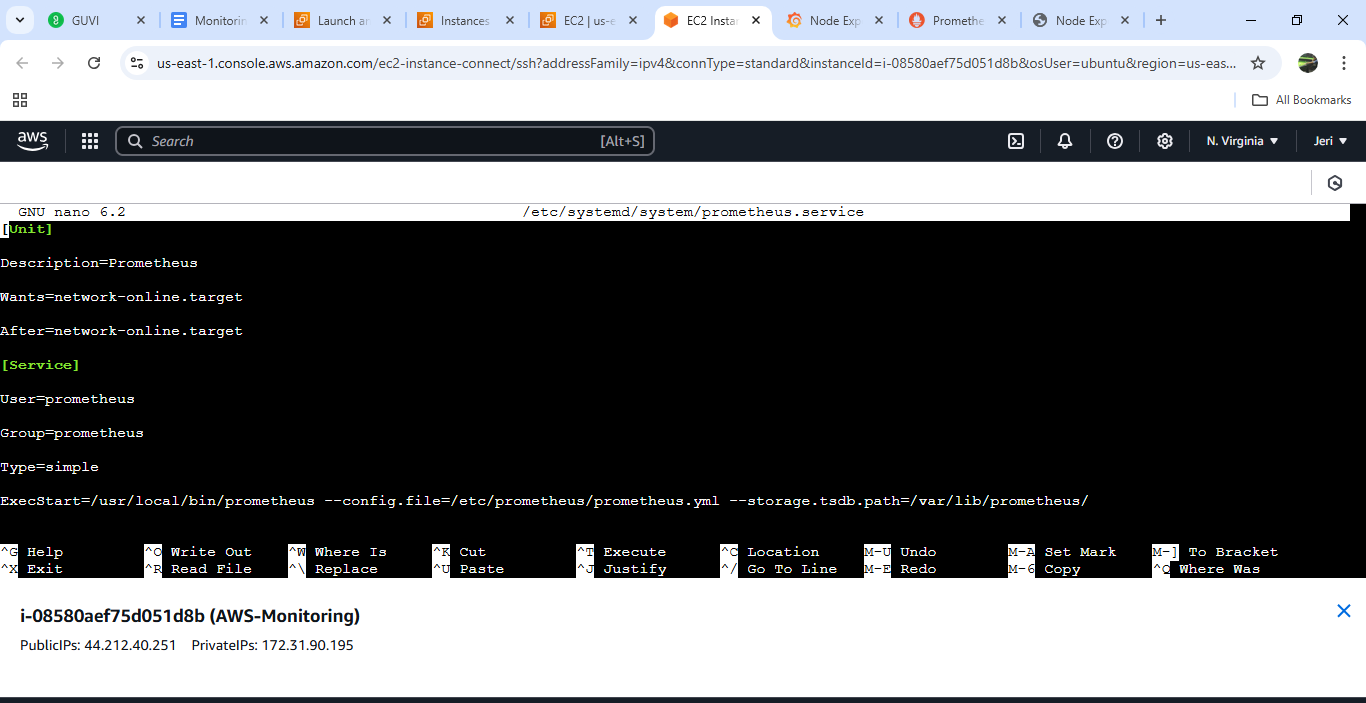 GUVI
Monitorin
Launch an
Instances
EC2 | us-e
EC2 Instan
Node Exp
Promethe
Node Exp
us-east-1.console.aws.amazon.com/ec2-instance-connect/ssh?addressFamily=ipv4&connType=standard&instanceId=i-08580aef75d051d8b&osUser=ubuntu&region=us-eas...
All Bookmarks
aws
Search
[Alt+S]
N. Virginia
Jeri
GNU nano 6.2 /etc/systemd/system/prometheus.service
[Unit]
Description=Prometheus
Wants=network-online.target
After=network-online.target
[Service]
User=prometheus
Group=prometheus
Type=simple
ExecStart=/usr/local/bin/prometheus --config.file=/etc/prometheus/prometheus.yml --storage.tsdb.path=/var/lib/prometheus/
^G Help ^O Write Out ^W Where Is ^K Cut ^T Execute ^C Location M-U Undo M-A Set Mark M-] To Bracket
^X Exit ^R Read File ^\ Replace ^U Paste ^J Justify ^/ Go To Line M-E Redo M-6 Copy ^Q Where Was
i-08580aef75d051d8b (AWS-Monitoring)
PublicIPs: 44.212.40.251 PrivateIPs: 172.31.90.195